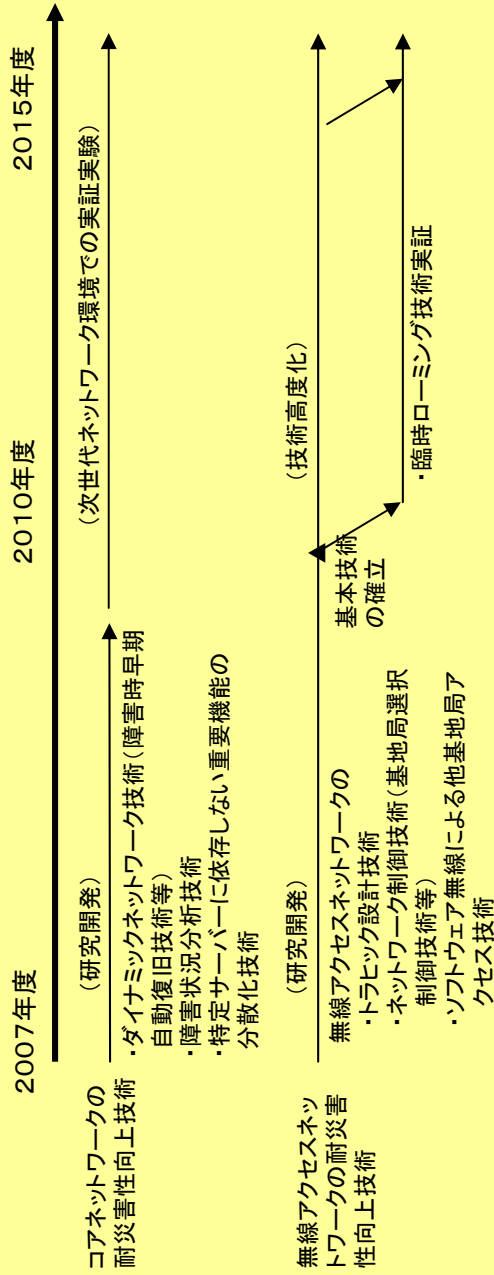 2007年度
2010年度
2015年度
コアネットワークの
耐災害性向上技術
(研究開発)
・ダイナミックネットワーク技術(障害時早期
自動復旧技術等)
・障害状況分析技術
・特定サーバーに依存しない重要機能の
分散化技術
(次世代ネットワーク環境での実証実験)
無線アクセスネッ
トワークの耐災害
性向上技術
(研究開発)
無線アクセスネットワークの
・トラヒック設計技術
・ネットワーク制御技術(基地局選択
制御技術等)
・ソフトウェア無線による他基地局ア
クセス技術
基本技術
の確立
(技術高度化)
・臨時ローミング技術実証